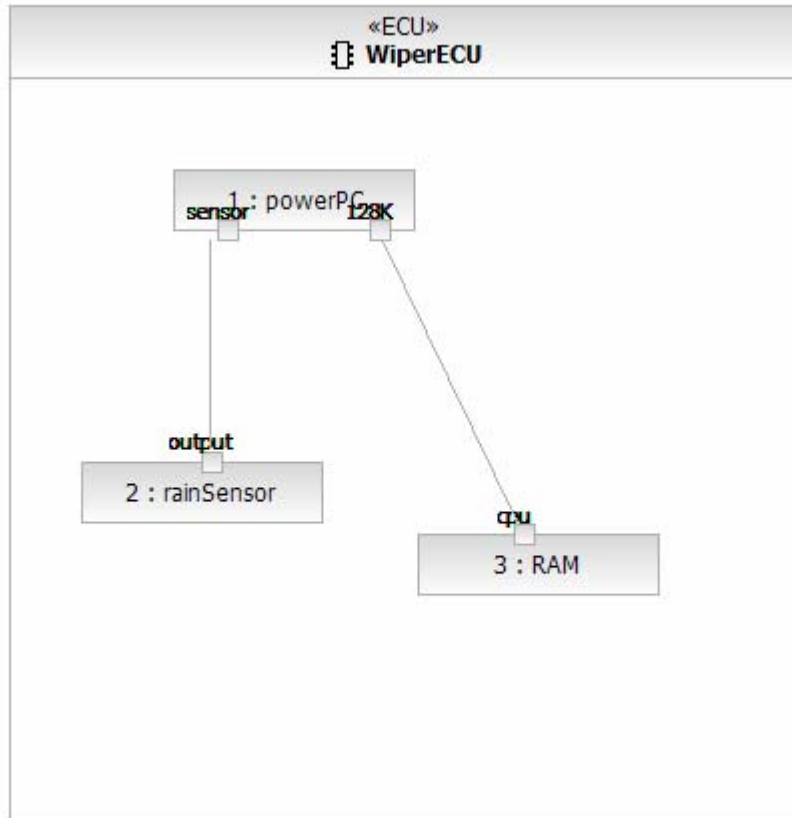 «ECU»
WiperECU
1 : powerPC
sensor
128K
output
2 : rainSensor
cpu
3 : RAM